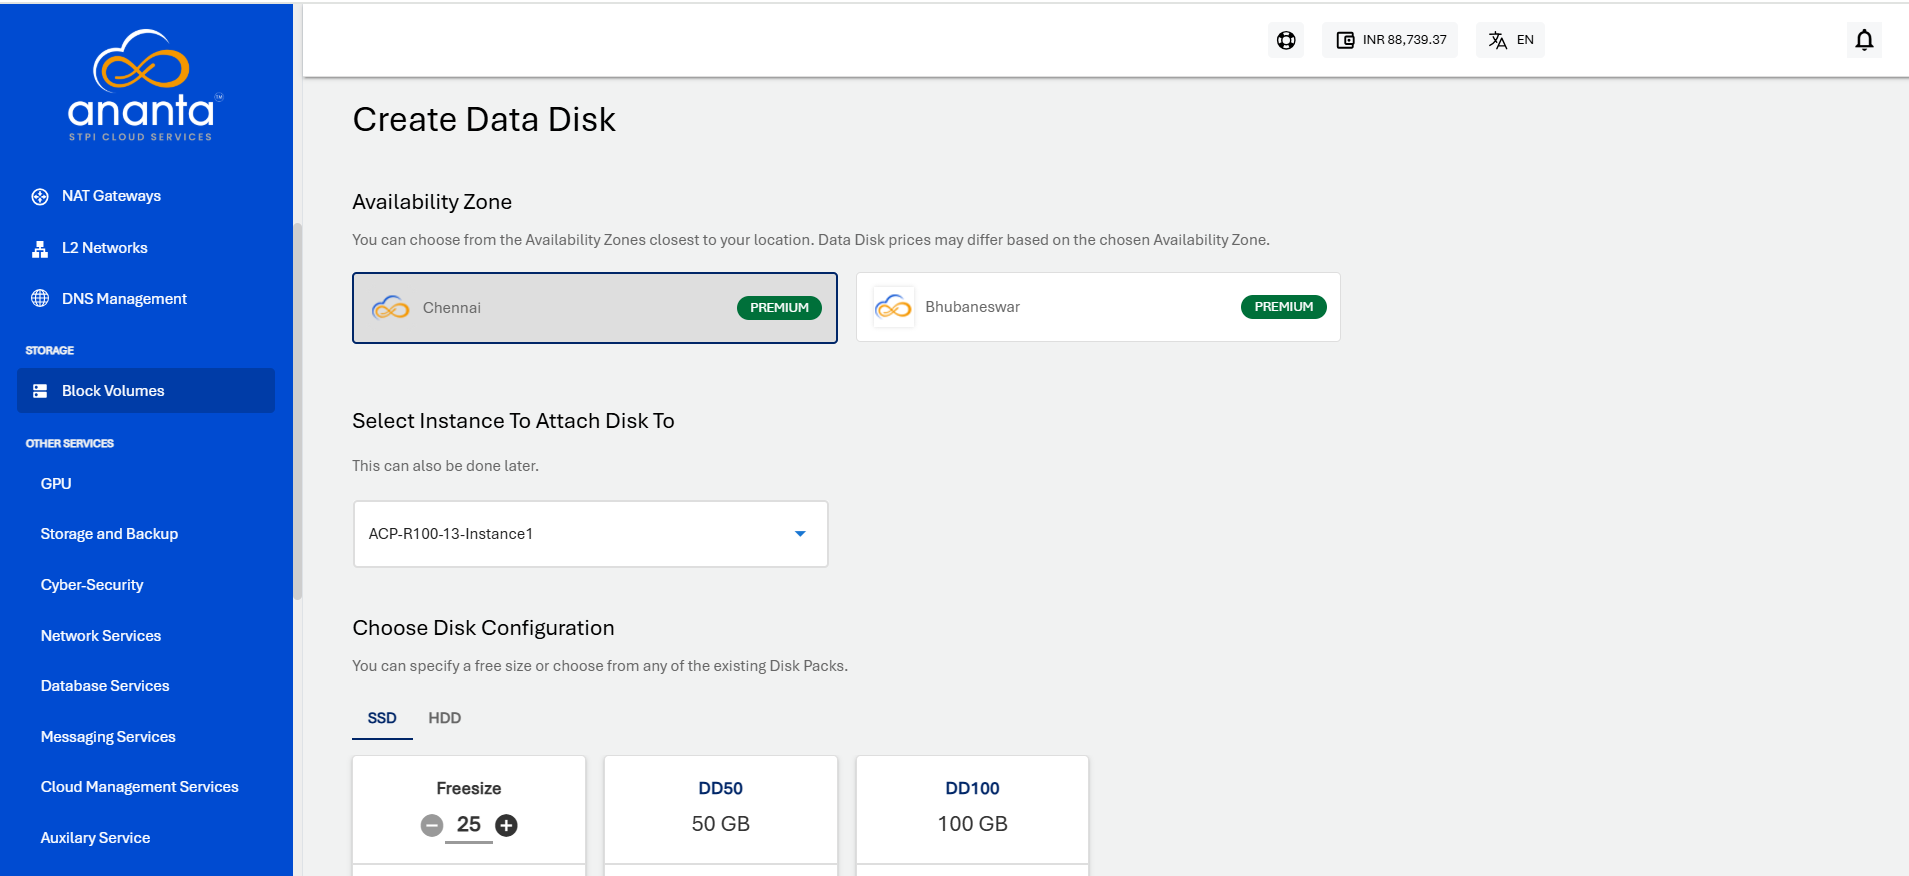 ananta
SM
STPI CLOUD SERVICES
NAT Gateways
L2 Networks
DNS Management
STORAGE
Block Volumes
OTHER SERVICES
GPU
Storage and Backup
Cyber-Security
Network Services
Database Services
Messaging Services
Cloud Management Services
Auxilary Service
INR 88,739.37
EN
Create Data Disk
Availability Zone
You can choose from the Availability Zones closest to your location. Data Disk prices may differ based on the chosen Availability Zone.
Chennai PREMIUM
Bhubaneswar PREMIUM
Select Instance To Attach Disk To
This can also be done later.
ACP-R100-13-Instance1
Choose Disk Configuration
You can specify a free size or choose from any of the existing Disk Packs.
SSD HDD
Freesize
25
DD50
50 GB
DD100
100 GB